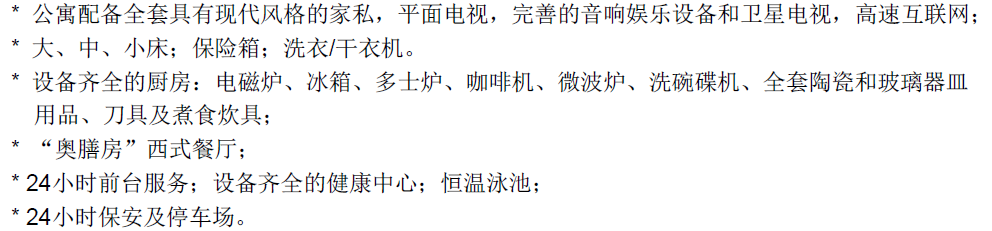 * 公寓配备全套具有现代风格的家私，平面电视，完善的音响娱乐设备和卫星电视，高速互联网；
* 大、中、小床；保险箱；洗衣/干衣机。
* 设备齐全的厨房：电磁炉、冰箱、多士炉、咖啡机、微波炉、洗碗碟机、全套陶瓷和玻璃器皿
用品、刀具及煮食炊具；
* “奥膳房”西式餐厅；
* 24小时前台服务；设备齐全的健康中心；恒温泳池；
* 24小时保安及停车场。